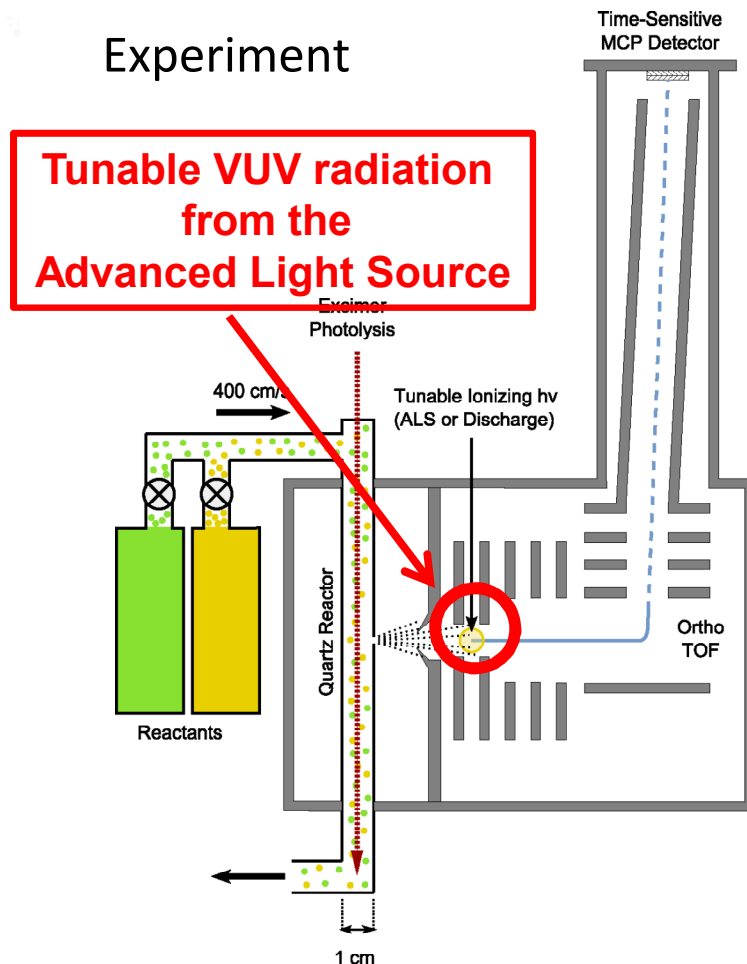 Time-Sensitive
MCP Detector
Experiment
Tunable VUV radiation
from the
Advanced Light Source
Excimer
Photolysis
400 cm/s
Tunable Ionizing hv
(ALS or Discharge)
Quartz Reactor
Ortho
TOF
Reactants
1 cm